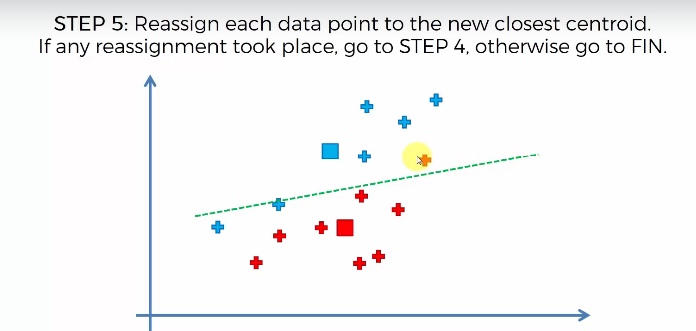 STEP 5: Reassign each data point to the new closest centroid.
If any reassignment took place, go to STEP 4, otherwise go to FIN.